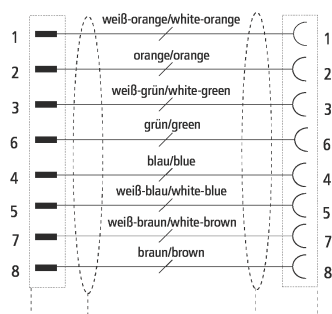 1 weiß-orange/white-orange 1
2 orange/orange 2
3 weiß-grün/white-green 3
6 grün/green 6
4 blau/blue 4
5 weiß-blau/white-blue 5
7 weiß-braun/white-brown 7
8 braun/brown 8